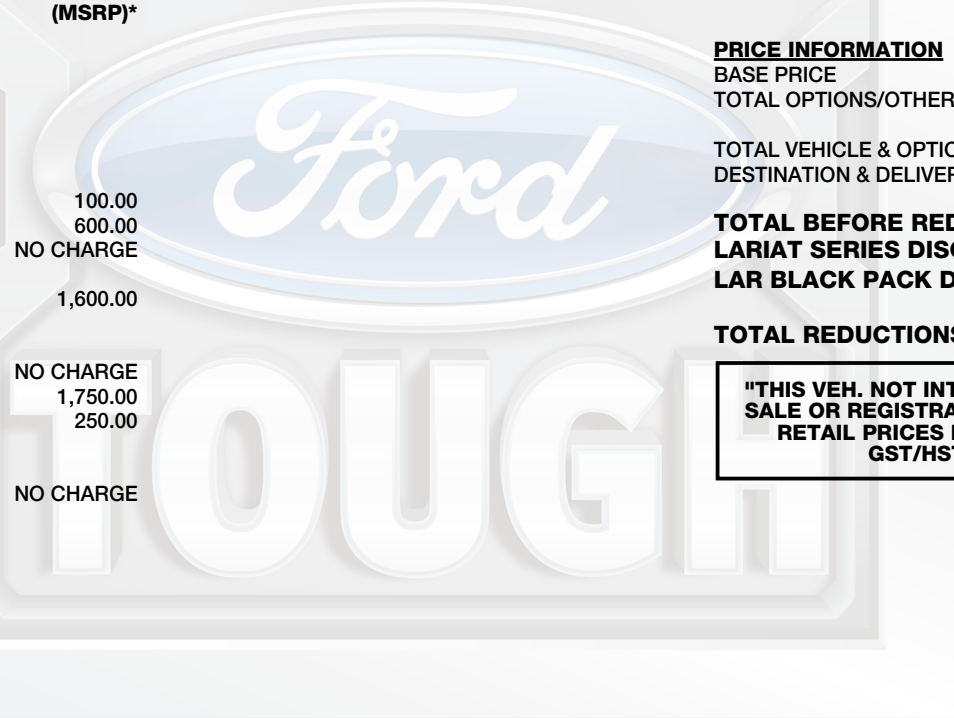 (MSRP)*
100.00
600.00
NO CHARGE
1,600.00
NO CHARGE
1,750.00
250.00
NO CHARGE
Ford
TOUGH
PRICE INFORMATION
BASE PRICE
TOTAL OPTIONS/OTHER
TOTAL VEHICLE & OPTIO
DESTINATION & DELIVER
TOTAL BEFORE RED
LARIAT SERIES DIS
LAR BLACK PACK D
TOTAL REDUCTIONS
"THIS VEH. NOT INT
SALE OR REGISTRA
RETAIL PRICES
GST/HST